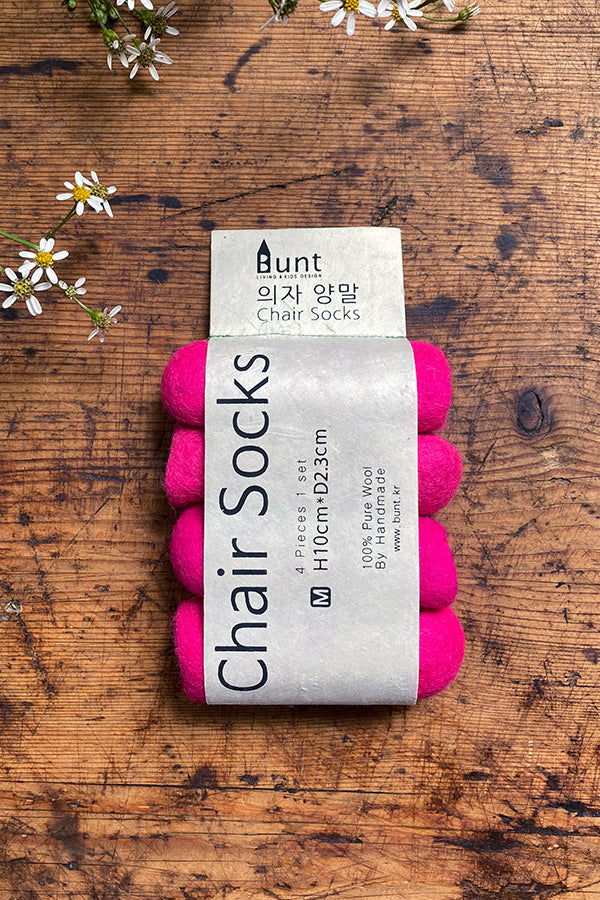 Bunt
LIVING & KIDS DESIGN
의자 양말
Chair Socks
Chair Socks
4 Pieces 1 set
M H10cm*D2.3cm
100% Pure Wool
By Handmade
www.bunt.kr